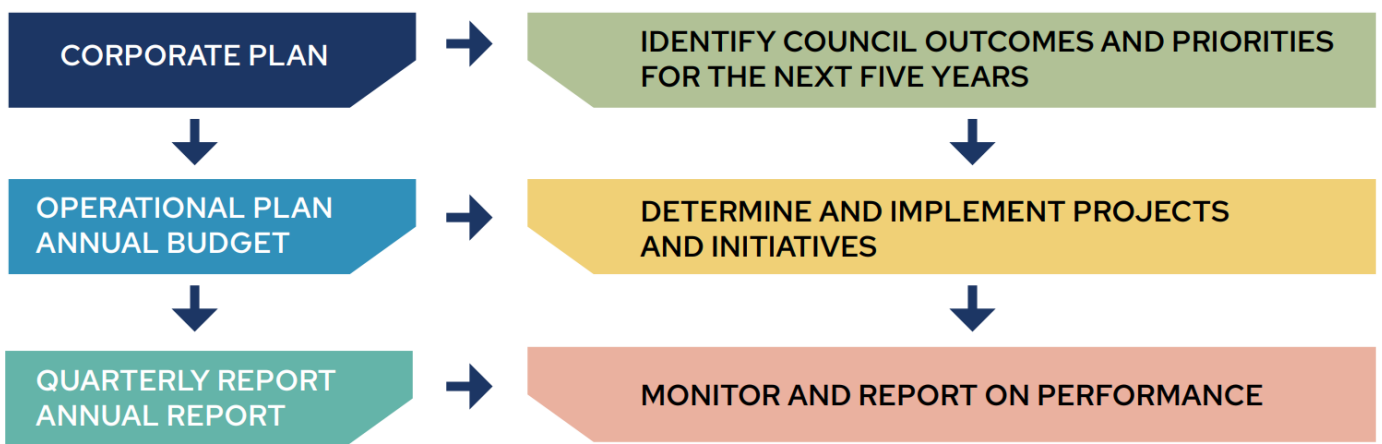 CORPORATE PLAN
IDENTIFY COUNCIL OUTCOMES AND PRIORITIES
FOR THE NEXT FIVE YEARS
OPERATIONAL PLAN
ANNUAL BUDGET
DETERMINE AND IMPLEMENT PROJECTS
AND INITIATIVES
QUARTERLY REPORT
ANNUAL REPORT
MONITOR AND REPORT ON PERFORMANCE